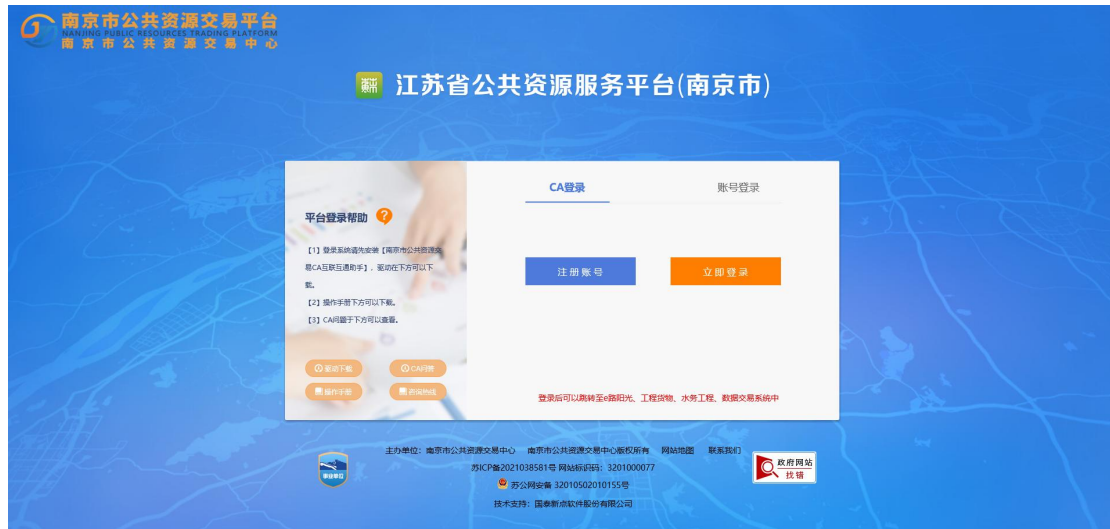 南京市公共资源交易平台
NANJING PUBLIC RESOURCES TRADING PLATFORM
南京市公共资源交易中心
江苏省公共资源服务平台(南京市)
CA登录
账号登录
平台登录帮助 ?
【1】登录系统请先安装【南京市公共资源交
易CA互联互通助手】，驱动在下方可以下
载。
【2】操作手册下方可以下载。
【3】CA问题于下方可以查看。
注册账号
立即登录
驱动下载
CA问答
操作手册
咨询热线
登录后可以跳转至e路阳光、工程货物、水务工程、数据交易系统中
主办单位：南京市公共资源交易中心 南京市公共资源交易中心版权所有 网站地图 联系我们
苏ICP备2021038581号 网站标识码：3201000077
苏公网安备 32010502010155号
技术支持：国泰新点软件股份有限公司
事业单位
政府网站
找错